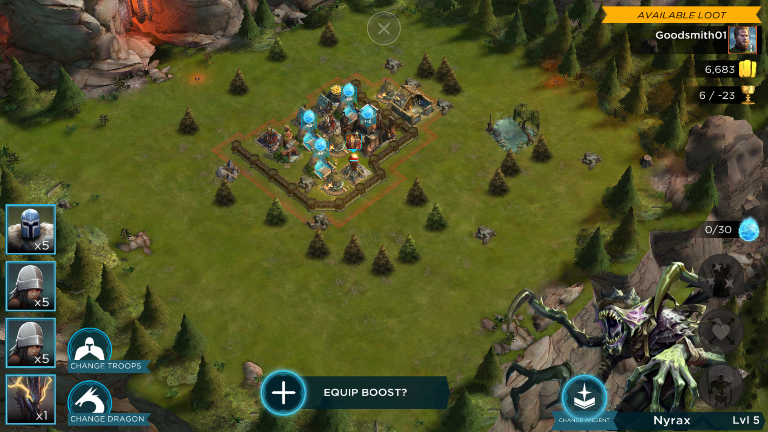 AVAILABLE LOOT
Goodsmith01
6,683
6 / -23
x5
0/30
x5
x5
CHANGE TROOPS
x1
CHANGE DRAGON
EQUIP BOOST?
CHANGE ANCIENT
Nyrax
Lvl 5